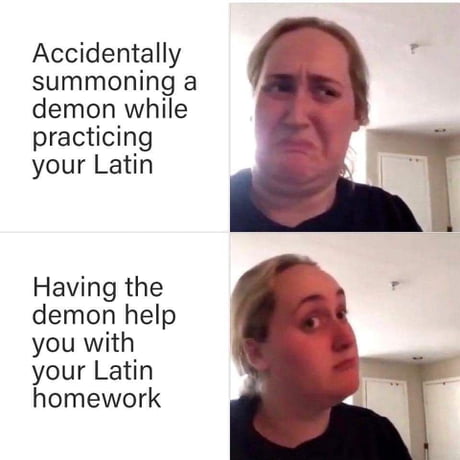 Accidentally
summoning a
demon while
practicing
your Latin
Having the
demon help
you with
your Latin
homework